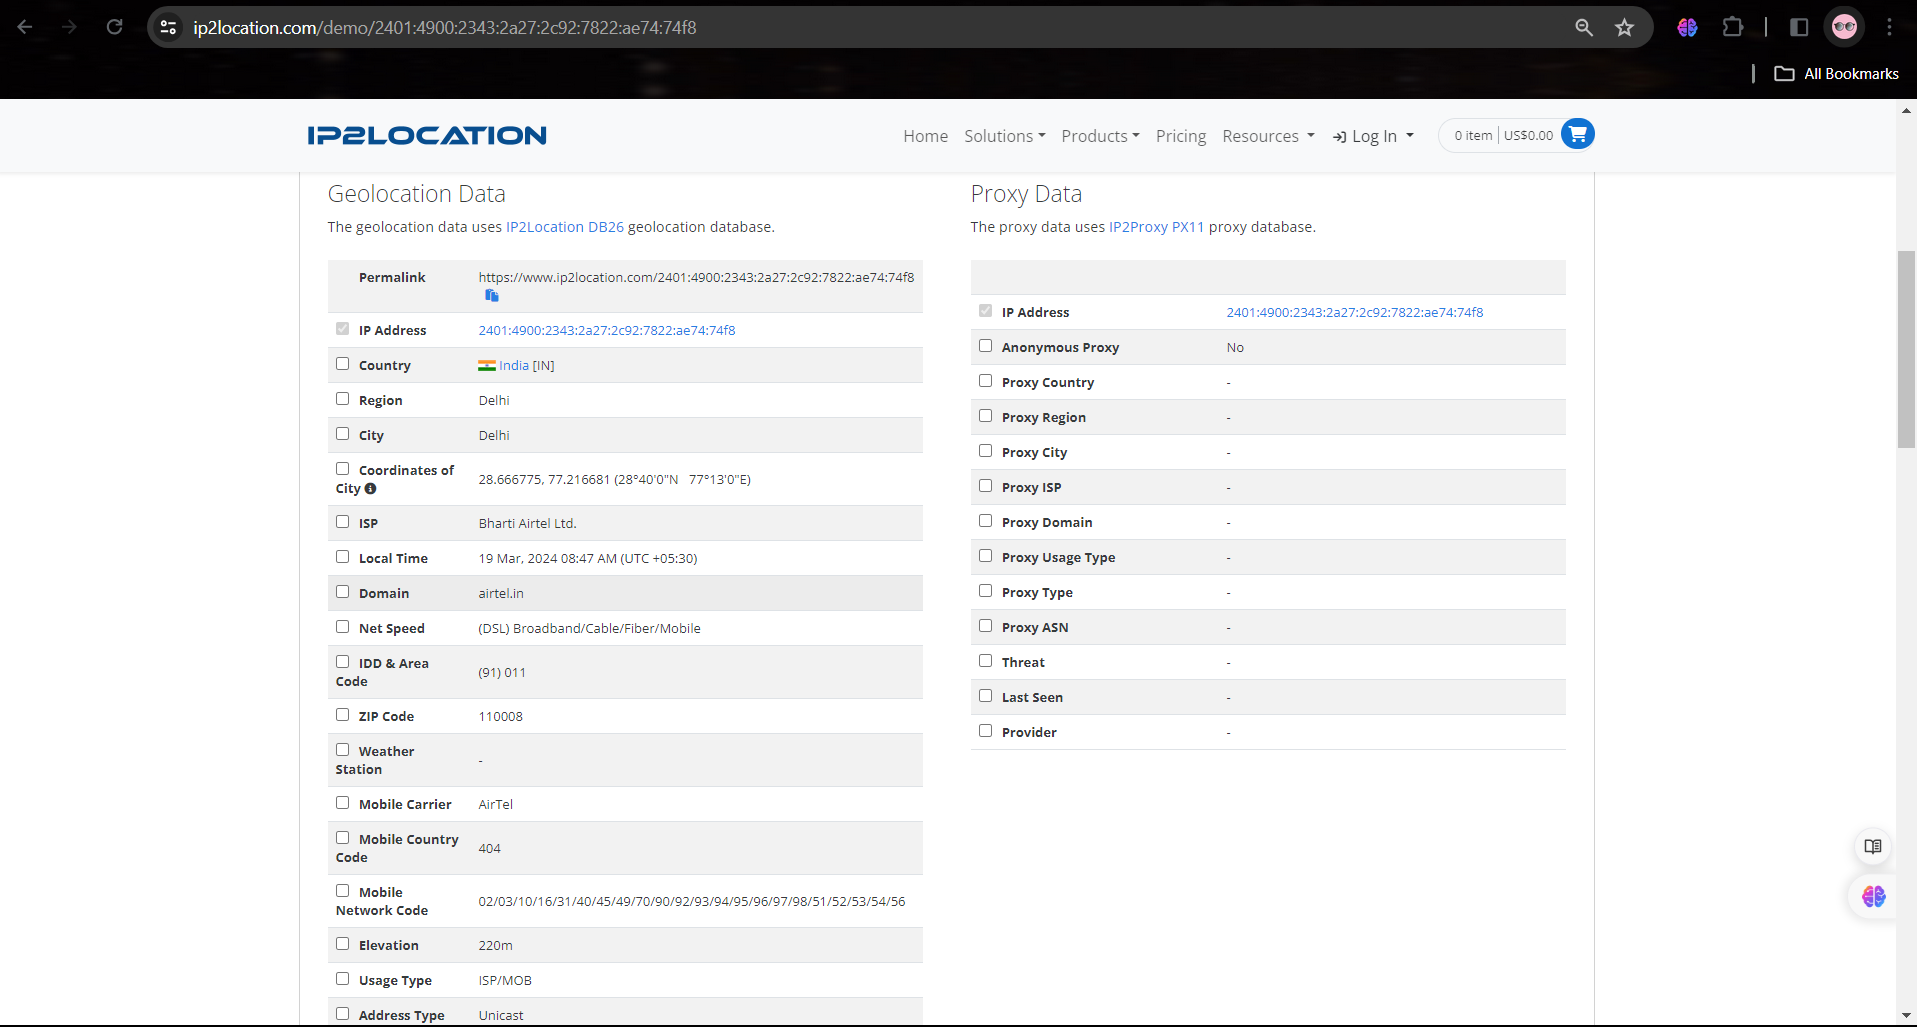 ip2location.com/demo/2401:4900:2343:2a27:2c92:7822:ae74:74f8
All Bookmarks
IP2LOCATION
Home Solutions Products Pricing Resources Log In 0 item US$0.00
Geolocation Data
The geolocation data uses IP2Location DB26 geolocation database.
Permalink https://www.ip2location.com/2401:4900:2343:2a27:2c92:7822:ae74:74f8
IP Address 2401:4900:2343:2a27:2c92:7822:ae74:74f8
Country India [IN]
Region Delhi
City Delhi
Coordinates of
City 28.666775, 77.216681 (28°40'0"N 77°13'0"E)
ISP Bharti Airtel Ltd.
Local Time 19 Mar, 2024 08:47 AM (UTC +05:30)
Domain airtel.in
Net Speed (DSL) Broadband/Cable/Fiber/Mobile
IDD & Area
Code (91) 011
ZIP Code 110008
Weather
Station -
Mobile Carrier AirTel
Mobile Country
Code 404
Mobile
Network Code 02/03/10/16/31/40/45/49/70/90/92/93/94/95/96/97/98/51/52/53/54/56
Elevation 220m
Usage Type ISP/MOB
Address Type Unicast
Proxy Data
The proxy data uses IP2Proxy PX11 proxy database.
IP Address 2401:4900:2343:2a27:2c92:7822:ae74:74f8
Anonymous Proxy No
Proxy Country -
Proxy Region -
Proxy City -
Proxy ISP -
Proxy Domain -
Proxy Usage Type -
Proxy Type -
Proxy ASN -
Threat -
Last Seen -
Provider -